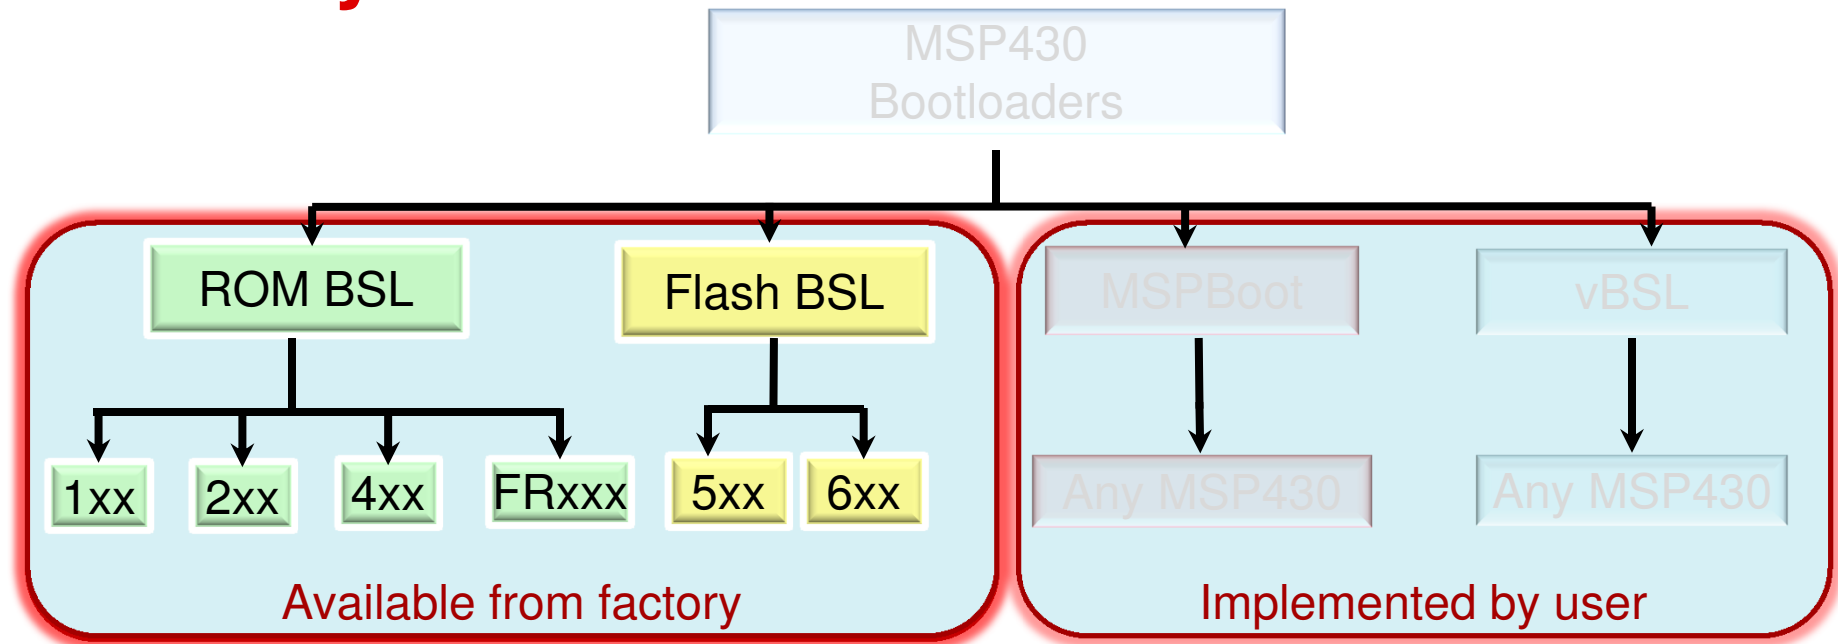 MSP430
Bootloaders
ROM BSL
Flash BSL
MSPBoot
vBSL
1xx
2xx
4xx
FRxxx
5xx
6xx
Any MSP430
Any MSP430
Available from factory
Implemented by user